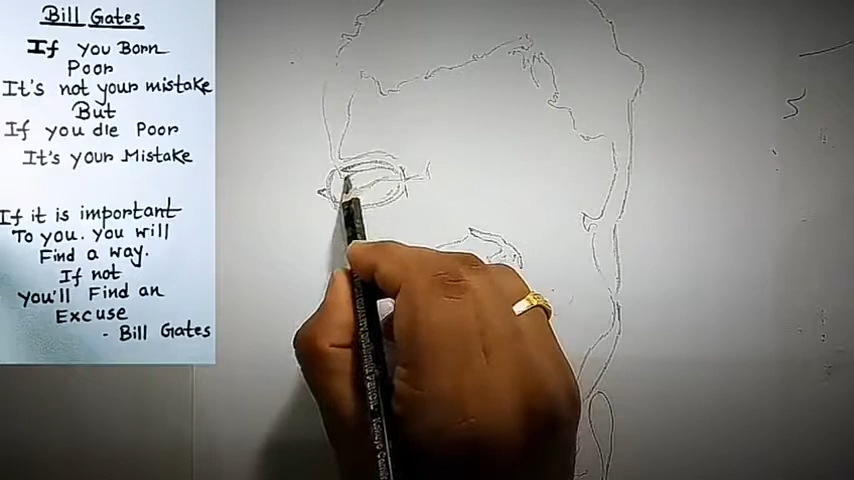 Bill Gates
If you Born
Poor
It's not your mistake
But
If you die Poor
It's your Mistake
If it is important
To you. you will
Find a way.
If not
you'll Find an
Excuse
- Bill Gates